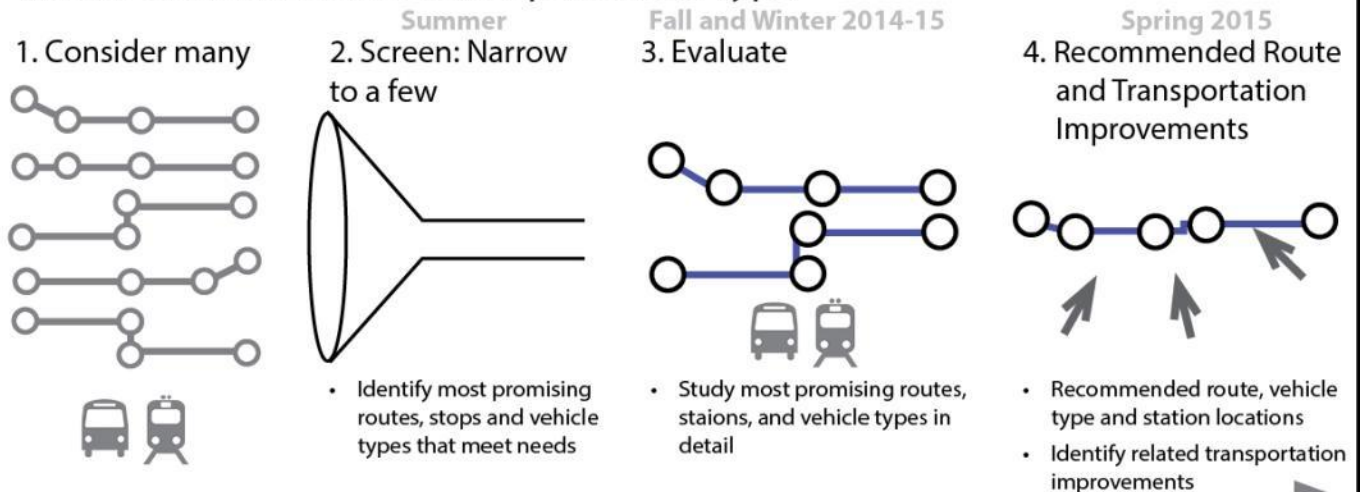 Summer
Fall and Winter 2014-15
Spring 2015
1. Consider many
2. Screen: Narrow
to a few
3. Evaluate
4. Recommended Route
and Transportation
Improvements
• Identify most promising
routes, stops and vehicle
types that meet needs
• Study most promising routes,
staions, and vehicle types in
detail
• Recommended route, vehicle
type and station locations
• Identify related transportation
improvements